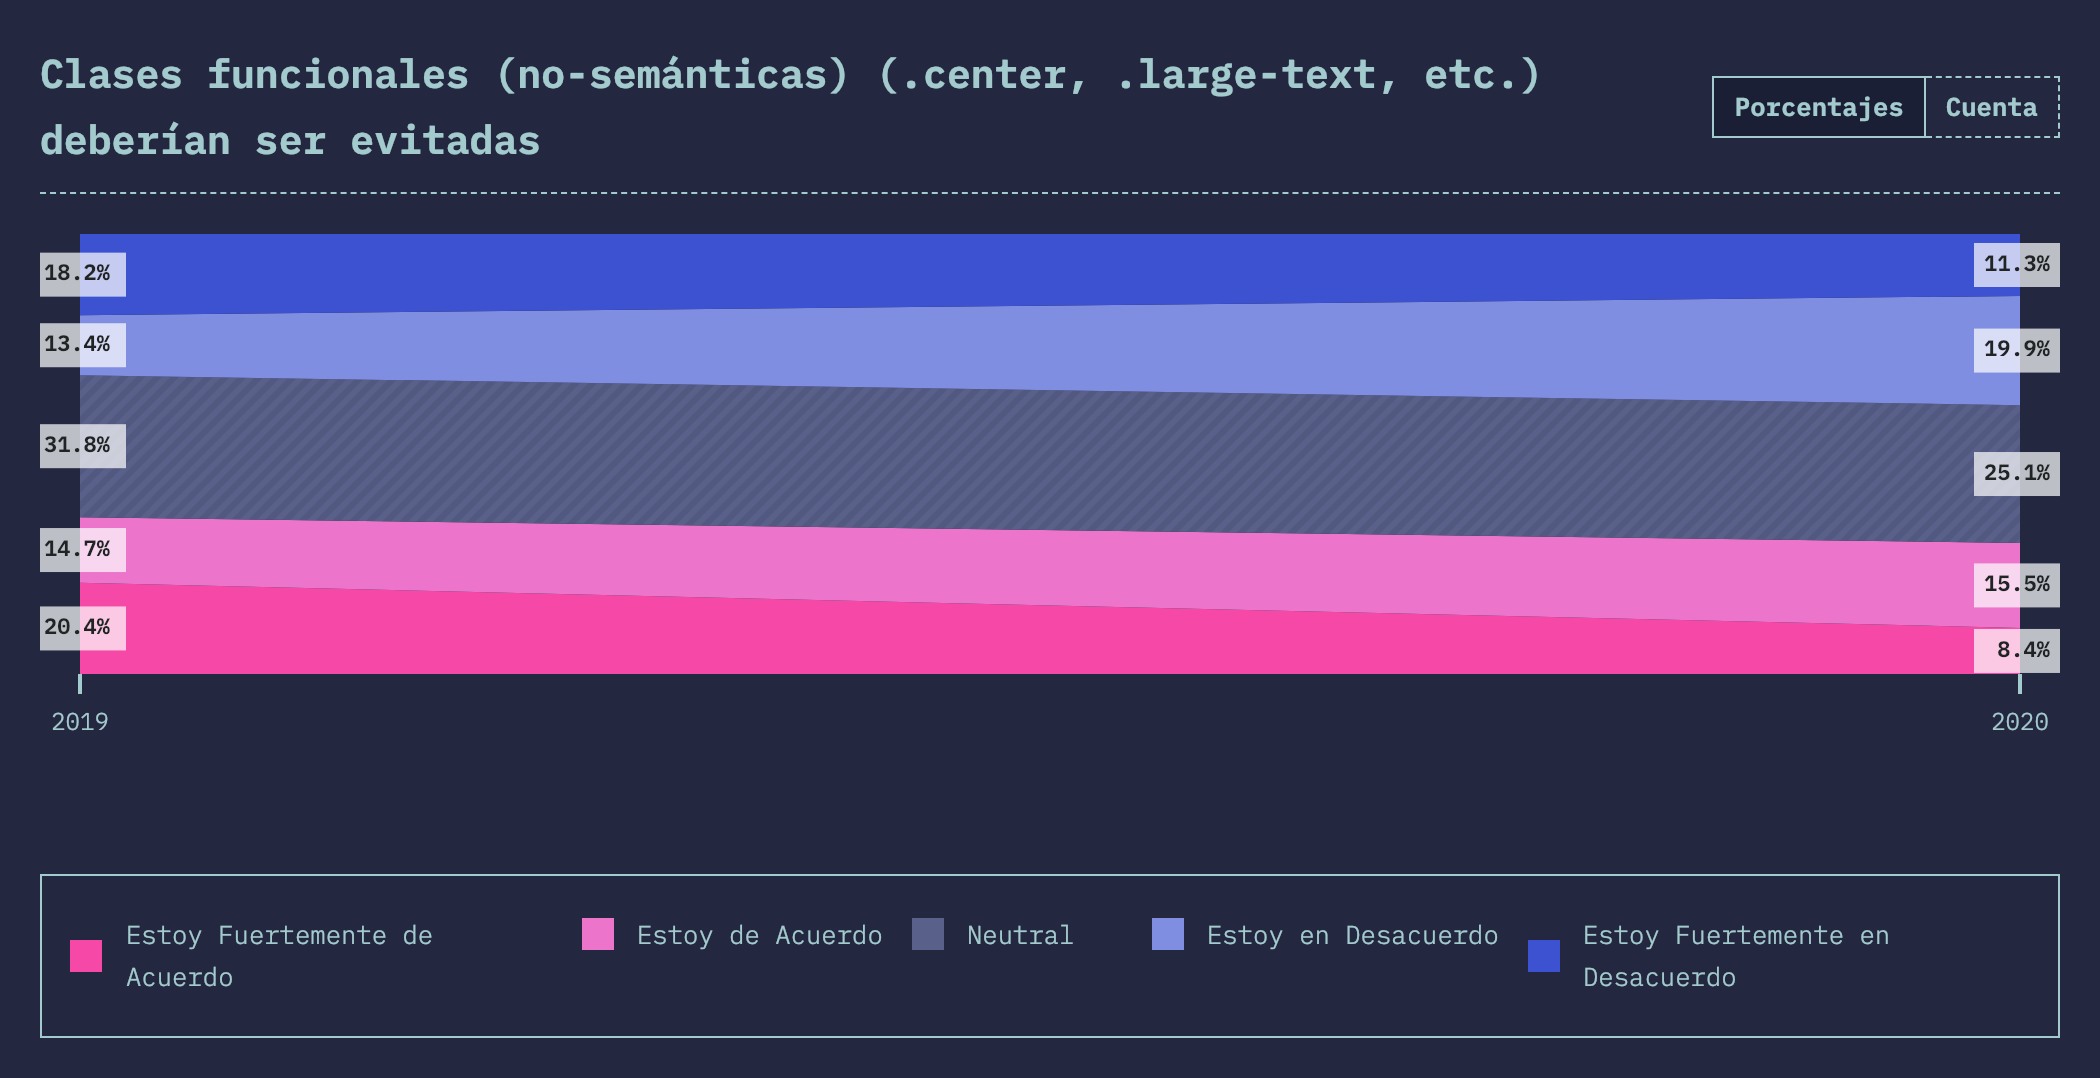 Clases funcionales (no-semánticas) (.center, .large-text, etc.)
deberían ser evitadas
Porcentajes
Cuenta
18.2%
13.4%
31.8%
14.7%
20.4%
11.3%
19.9%
25.1%
15.5%
8.4%
2019
2020
Estoy Fuertemente de
Acuerdo
Estoy de Acuerdo
Neutral
Estoy en Desacuerdo
Estoy Fuertemente en
Desacuerdo